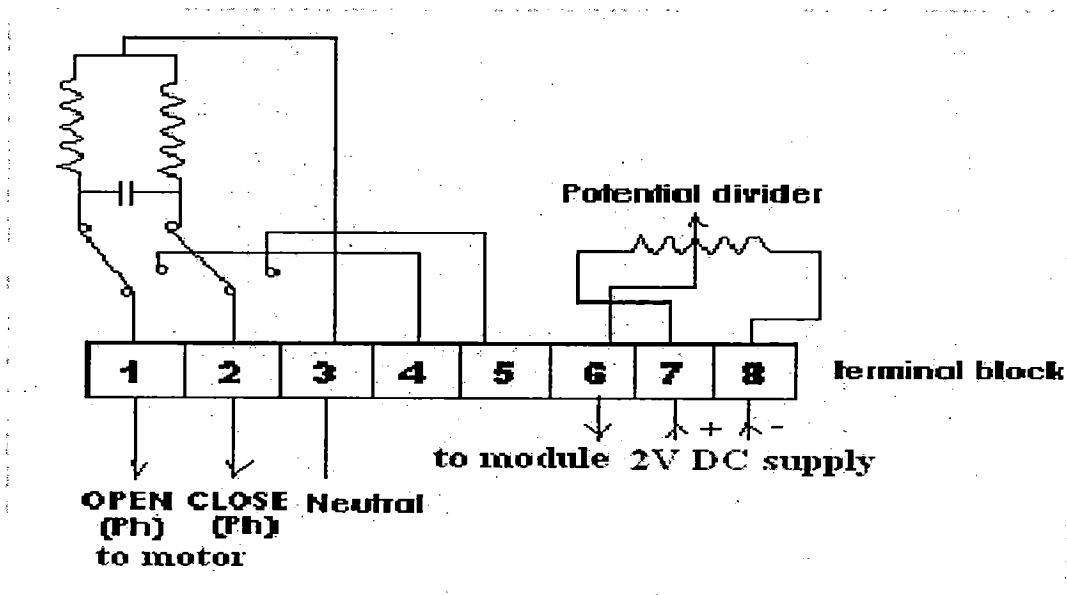 Potential divider
1 2 3 4 5 6 7 8
Terminal block
+ -
to module 2V DC supply
OPEN CLOSE Neutral
(Ph) (Ph)
to motor